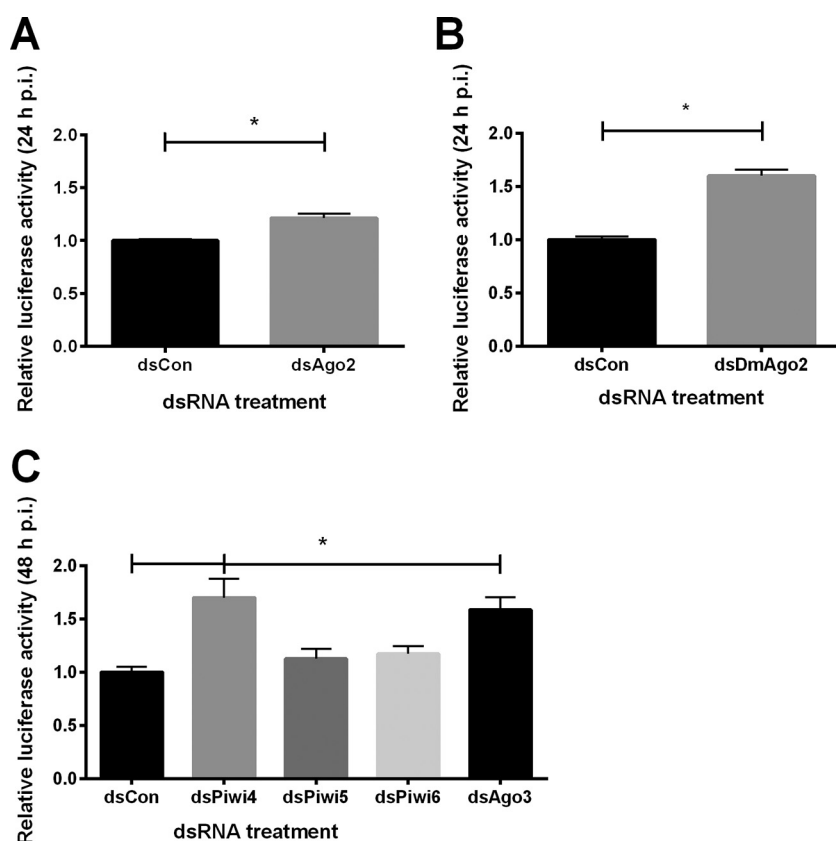 A
Relative luciferase activity (24 h p.i.)
2.0
1.5
1.0
0.5
0.0
*
dsCon dsAgo2
dsRNA treatment
B
Relative luciferase activity (24 h p.i.)
2.0
1.5
1.0
0.5
0.0
*
dsCon dsDmAgo2
dsRNA treatment
C
Relative luciferase activity (48 h p.i.)
2.0
1.5
1.0
0.5
0.0
*
dsCon dsPiwi4 dsPiwi5 dsPiwi6 dsAgo3
dsRNA treatment